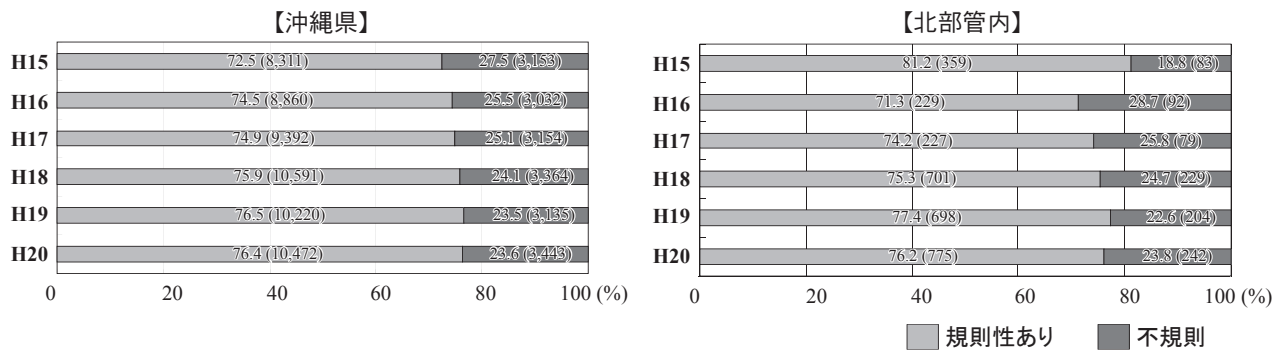 【沖縄県】
H15 72.5 (8,311) 27.5 (3,153)
H16 74.5 (8,860) 25.5 (3,032)
H17 74.9 (9,392) 25.1 (3,154)
H18 75.9 (10,591) 24.1 (3,364)
H19 76.5 (10,220) 23.5 (3,135)
H20 76.4 (10,472) 23.6 (3,443)
0 20 40 60 80 100 (%)
【北部管内】
H15 81.2 (359) 18.8 (83)
H16 71.3 (229) 28.7 (92)
H17 74.2 (227) 25.8 (79)
H18 75.3 (701) 24.7 (229)
H19 77.4 (698) 22.6 (204)
H20 76.2 (775) 23.8 (242)
0 20 40 60 80 100 (%)
規則性あり 不規則